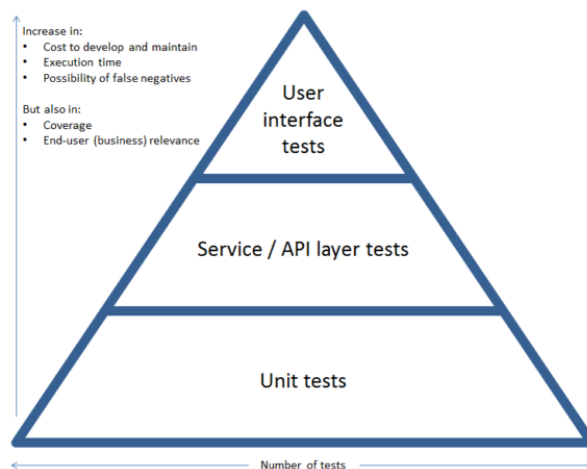 Increase in:
• Cost to develop and maintain
• Execution time
• Possibility of false negatives
But also in:
• Coverage
• End-user (business) relevance
User
interface
tests
Service / API layer tests
Unit tests
Number of tests